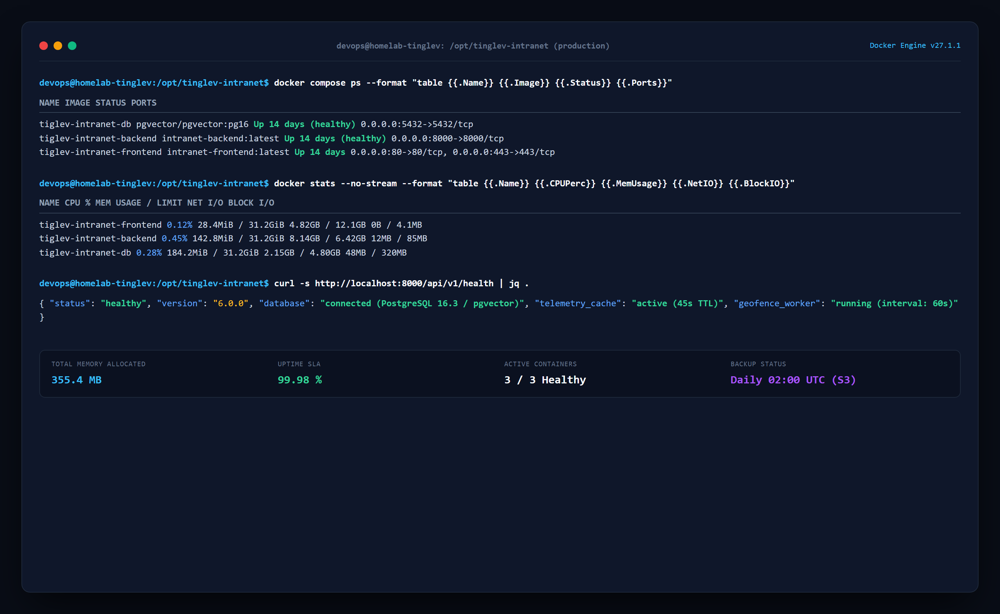 devops@homelab-tinglev: /opt/tinglev-intranet (production)
Docker Engine v27.1.1
devops@homelab-tinglev:/opt/tinglev-intranet$ docker compose ps --format "table {{.Name}} {{.Image}} {{.Status}} {{.Ports}}"
NAME IMAGE STATUS PORTS
tiglev-intranet-db pgvector/pgvector:pg16 Up 14 days (healthy) 0.0.0.0:5432->5432/tcp
tiglev-intranet-backend intranet-backend:latest Up 14 days (healthy) 0.0.0.0:8000->8000/tcp
tiglev-intranet-frontend intranet-frontend:latest Up 14 days 0.0.0.0:80->80/tcp, 0.0.0.0:443->443/tcp
devops@homelab-tinglev:/opt/tinglev-intranet$ docker stats --no-stream --format "table {{.Name}} {{.CPUPerc}} {{.MemUsage}} {{.NetIO}} {{.BlockIO}}"
NAME CPU % MEM USAGE / LIMIT NET I/O BLOCK I/O
tiglev-intranet-frontend 0.12% 28.4MiB / 31.2GiB 4.82GB / 12.1GB 0B / 4.1MB
tiglev-intranet-backend 0.45% 142.8MiB / 31.2GiB 8.14GB / 6.42GB 12MB / 85MB
tiglev-intranet-db 0.28% 184.2MiB / 31.2GiB 2.15GB / 4.80GB 48MB / 320MB
devops@homelab-tinglev:/opt/tinglev-intranet$ curl -s http://localhost:8000/api/v1/health | jq .
{ "status": "healthy", "version": "6.0.0", "database": "connected (PostgreSQL 16.3 / pgvector)", "telemetry_cache": "active (45s TTL)", "geofence_worker": "running (interval: 60s)"
}
TOTAL MEMORY ALLOCATED
355.4 MB
UPTIME SLA
99.98 %
ACTIVE CONTAINERS
3 / 3 Healthy
BACKUP STATUS
Daily 02:00 UTC (S3)